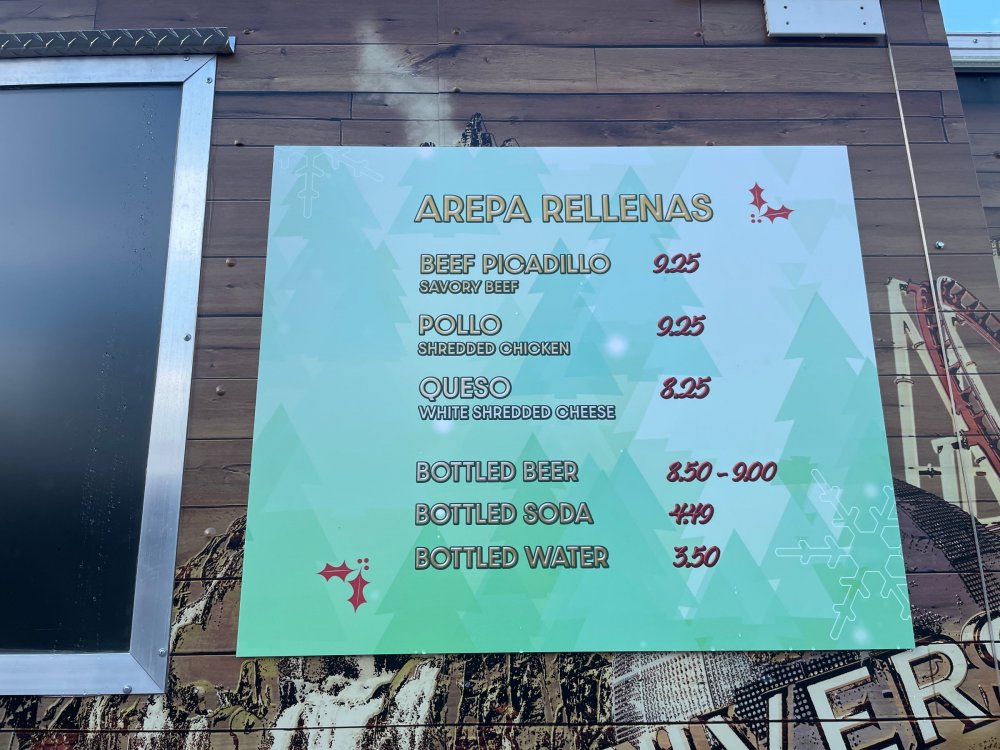 AREPA RELLENAS
BEEF PICADILLO 9.25
SAVORY BEEF
POLLO 9.25
SHREDDED CHICKEN
QUESO 8.25
WHITE SHREDDED CHEESE
BOTTLED BEER 8.50 - 9.00
BOTTLED SODA 4.49
BOTTLED WATER 3.50